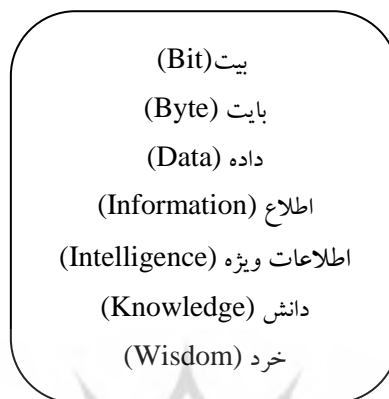 بیت(Bit)
بایت (Byte)
داده (Data)
اطلاع (Information)
اطلاعات ویژه (Intelligence)
دانش (Knowledge)
خرد (Wisdom)